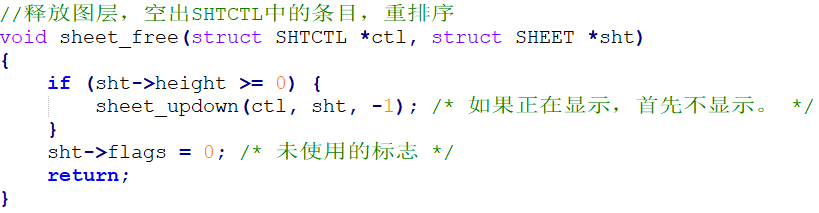 //释放图层，空出SHTCTL中的条目，重排序
void sheet_free(struct SHTCTL *ctl, struct SHEET *sht)
{
    if (sht->height >= 0) {
        sheet_updown(ctl, sht, -1); /* 如果正在显示，首先不显示。 */
    }
    sht->flags = 0; /* 未使用的标志 */
    return;
}